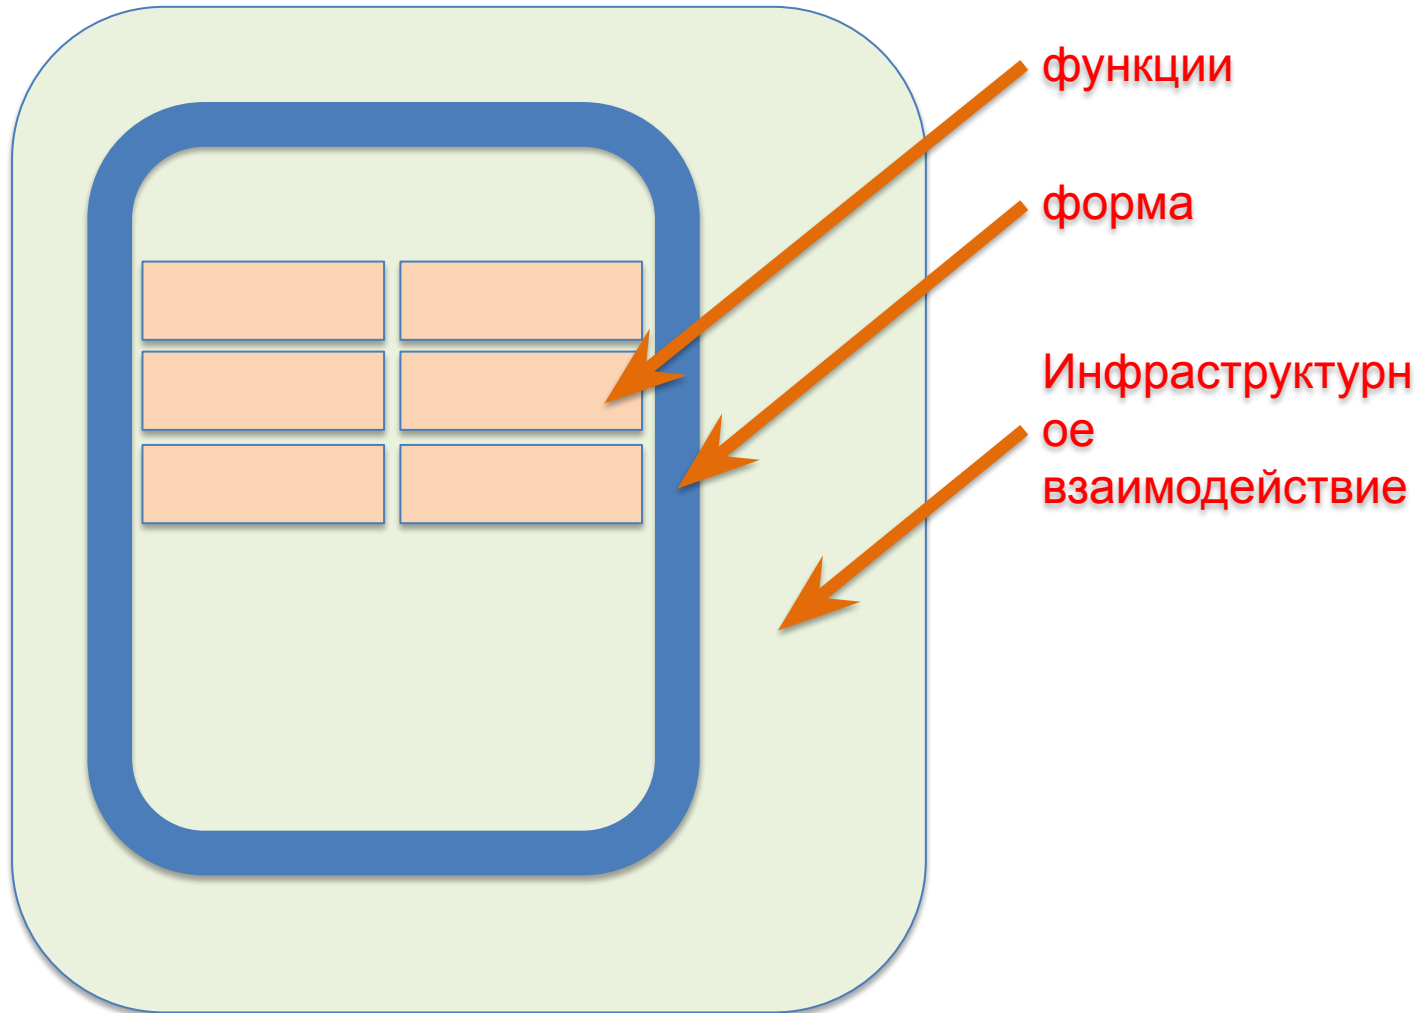 функции
форма
Инфраструктурн
ое
взаимодействие